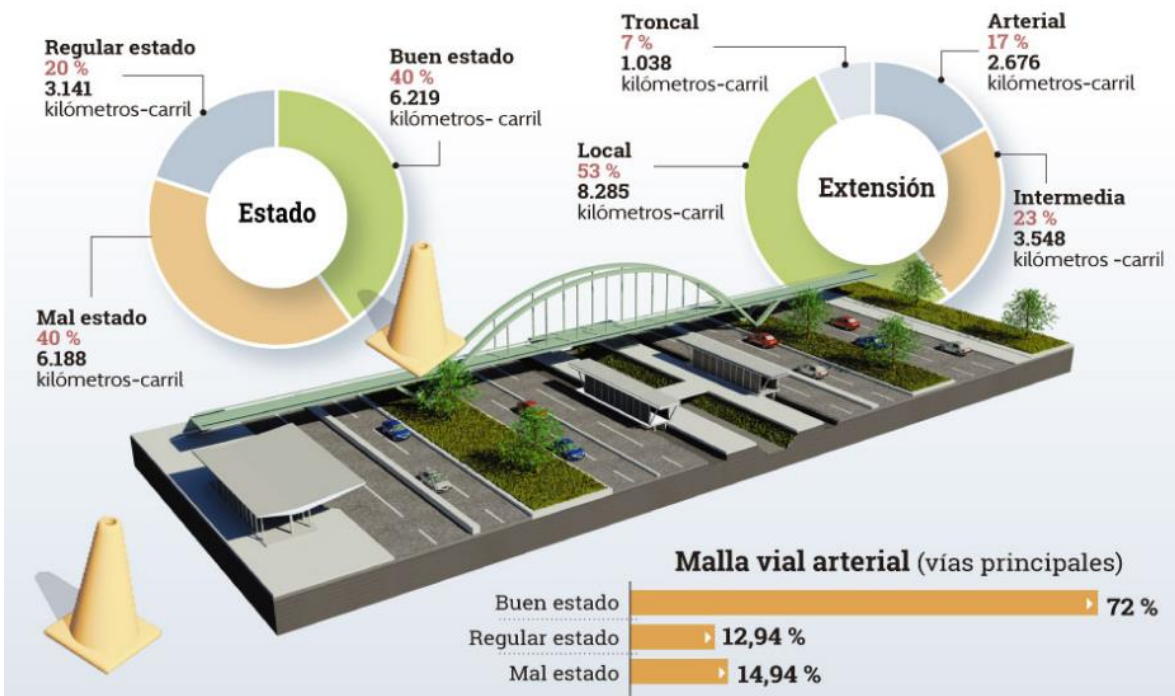 Regular estado
20 %
3.141
kilómetros-carril
Buen estado
40 %
6.219
kilómetros- carril
Estado
Mal estado
40 %
6.188
kilómetros-carril
Troncal
7 %
1.038
kilómetros-carril
Arterial
17 %
2.676
kilómetros-carril
Local
53 %
8.285
kilómetros-carril
Extensión
Intermedia
23 %
3.548
kilómetros -carril
Malla vial arterial (vías principales)
Buen estado 72 %
Regular estado 12,94 %
Mal estado 14,94 %